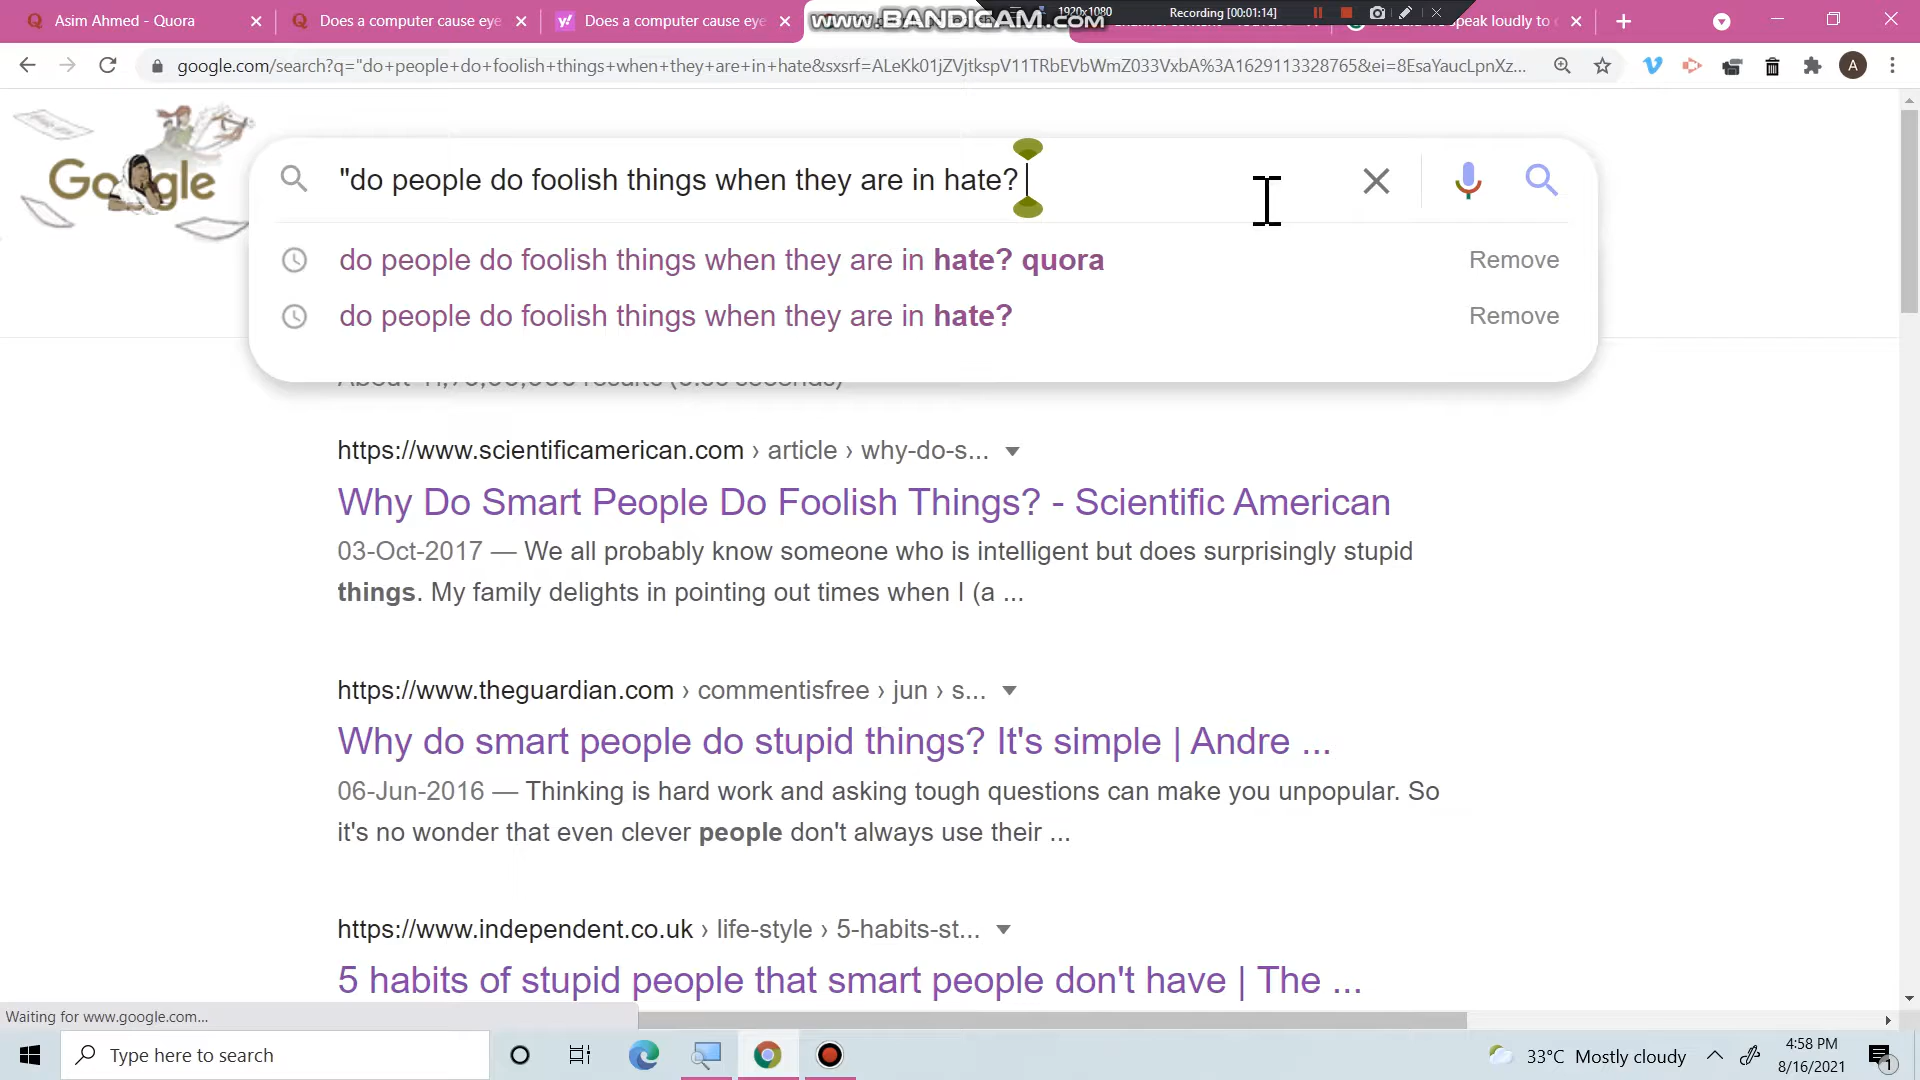 Asim Ahmed - Quora
Does a computer cause eye
Does a computer cause eye
www.BANDICAM.com
1920x1080
Recording [00:01:14]
peak loudly to
google.com/search?q="do+people+do+foolish+things+when+they+are+in+hate&sxsrf=ALeKk01jZVjtkspV11TRbEVbWmZ033VxbA%3A1629113328765&ei=8EsaYaucLpnXz...
A
Google
"do people do foolish things when they are in hate?
do people do foolish things when they are in hate? quora
Remove
do people do foolish things when they are in hate?
Remove
https://www.scientificamerican.com › article › why-do-s...
Why Do Smart People Do Foolish Things? - Scientific American
03-Oct-2017 — We all probably know someone who is intelligent but does surprisingly stupid
things. My family delights in pointing out times when I (a ...
https://www.theguardian.com › commentisfree › jun › s...
Why do smart people do stupid things? It's simple | Andre ...
06-Jun-2016 — Thinking is hard work and asking tough questions can make you unpopular. So
it's no wonder that even clever people don't always use their ...
https://www.independent.co.uk › life-style › 5-habits-st...
5 habits of stupid people that smart people don't have | The ...
Waiting for www.google.com...
Type here to search
33°C Mostly cloudy
4:58 PM
8/16/2021
1